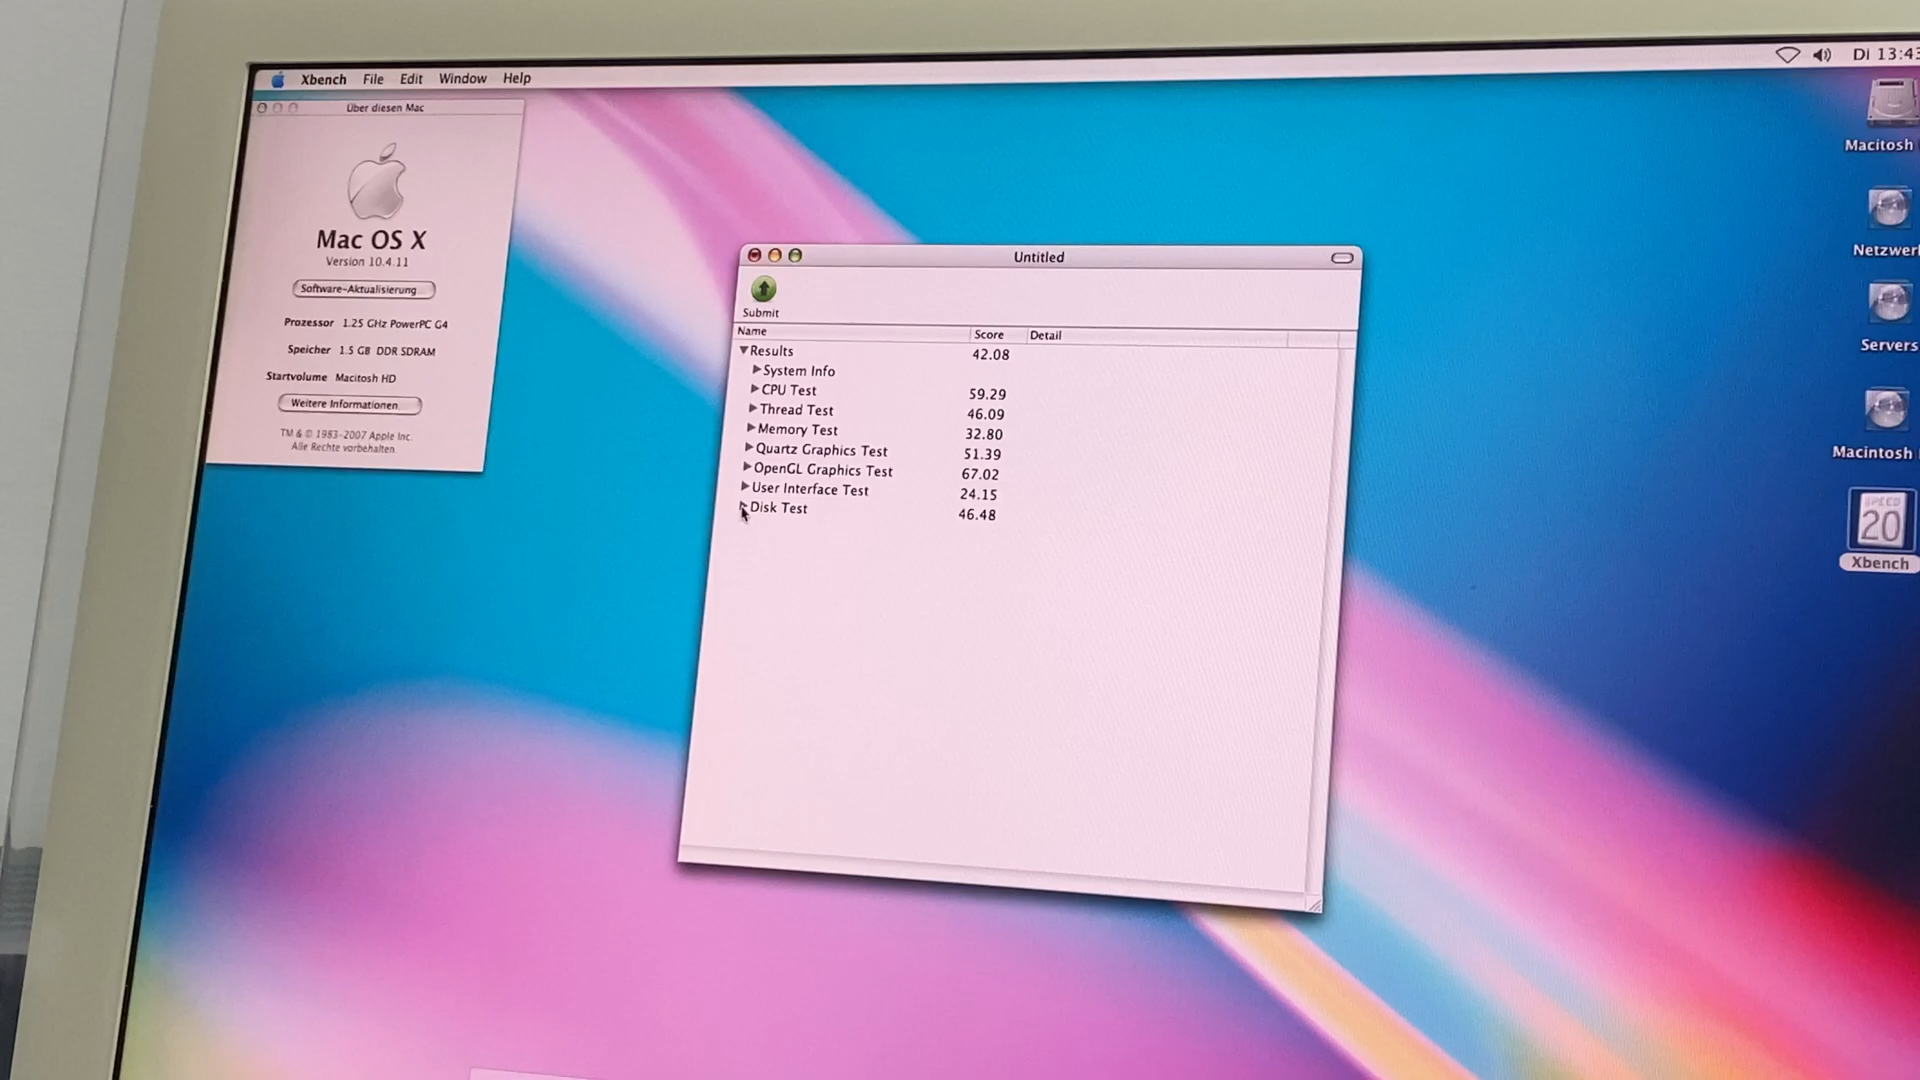 Xbench File Edit Window Help
Di 13:43
Über diesen Mac
Mac OS X
Version 10.4.11
Software-Aktualisierung...
Prozessor 1.25 GHz PowerPC G4
Speicher 1.5 GB DDR SDRAM
Startvolume Macitosh HD
Weitere Informationen...
TM & © 1983-2007 Apple Inc.
Alle Rechte vorbehalten.
Untitled
Submit
Name Score Detail
Results 42.08
System Info
CPU Test 59.29
Thread Test 46.09
Memory Test 32.80
Quartz Graphics Test 51.39
OpenGL Graphics Test 67.02
User Interface Test 24.15
Disk Test 46.48
Macitosh
Netzwer
Servers
Macintosh
SPEED
20
Xbench